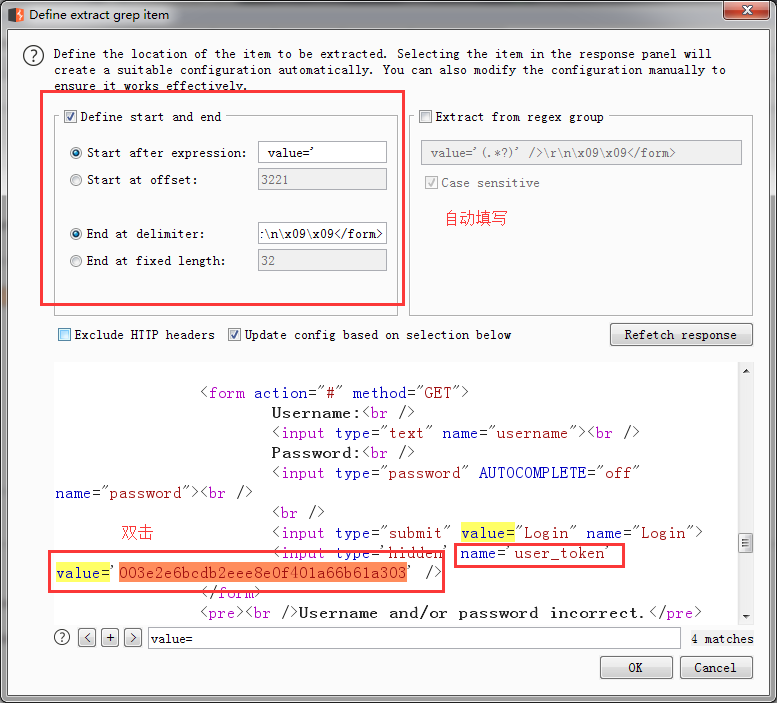 Define extract grep item
Define the location of the item to be extracted. Selecting the item in the response panel will
create a suitable configuration automatically. You can also modify the configuration manually to
ensure it works effectively.
Define start and end
Start after expression: value='
Start at offset: 3221
End at delimiter: :\n\x09\x09</form>
End at fixed length: 32
Extract from regex group
value='(.*?)' />\r\n\x09\x09</form>
Case sensitive
自动填写
Exclude HTTP headers
Update config based on selection below
Refetch response
<form action="#" method="GET">
Username:<br />
<input type="text" name="username"><br />
Password:<br />
<input type="password" AUTOCOMPLETE="off"
name="password"><br />
<br />
双击
<input type="submit" value="Login" name="Login">
<input type='hidden' name='user_token'
value='003e2e6bcdb2eee8e0f401a66b61a303' />
</form>
<pre><br />Username and/or password incorrect.</pre>
? < + >
value=
4 matches
OK
Cancel